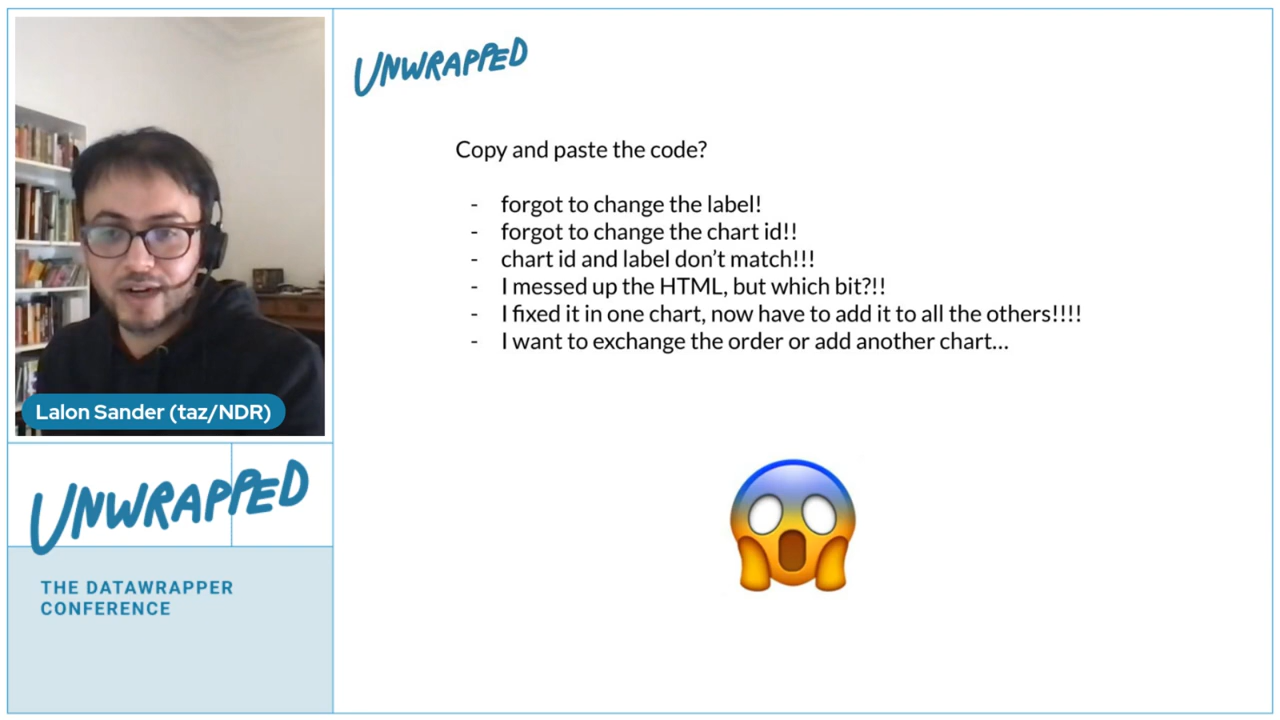 UNWRAPPED
Copy and paste the code?
- forgot to change the label!
- forgot to change the chart id!!
- chart id and label don’t match!!!
- I messed up the HTML, but which bit?!!
- I fixed it in one chart, now have to add it to all the others!!!!
- I want to exchange the order or add another chart...
Lalon Sander (taz/NDR)
UNWRAPPED
THE DATAWRAPPER
CONFERENCE